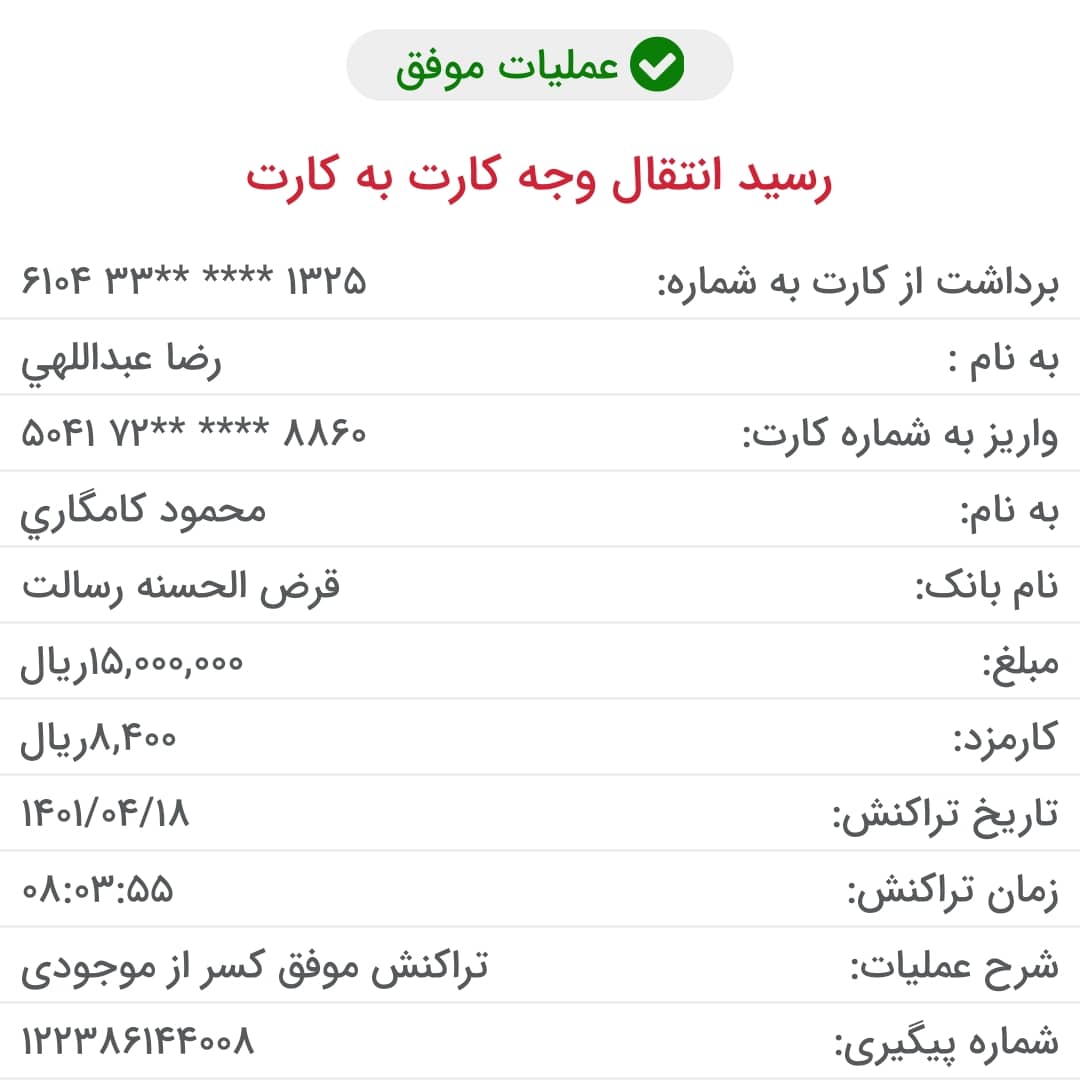 عملیات موفق
رسید انتقال وجه کارت به کارت
برداشت از کارت به شماره: ۶۱۰۴ ۳۳** **** ۱۳۲۵
به نام : رضا عبداللهي
واریز به شماره کارت: ۵۰۴۱ ۷۲** **** ۸۸۶۰
به نام: محمود کامگاري
نام بانک: قرض الحسنه رسالت
مبلغ: ۱۵,۰۰۰,۰۰۰ریال
کارمزد: ۸,۴۰۰ریال
تاریخ تراکنش: ۱۴۰۱/۰۴/۱۸
زمان تراکنش: ۰۸:۰۳:۵۵
شرح عملیات: تراکنش موفق کسر از موجودی
شماره پیگیری: ۱۲۲۳۸۶۱۴۴۰۰۸